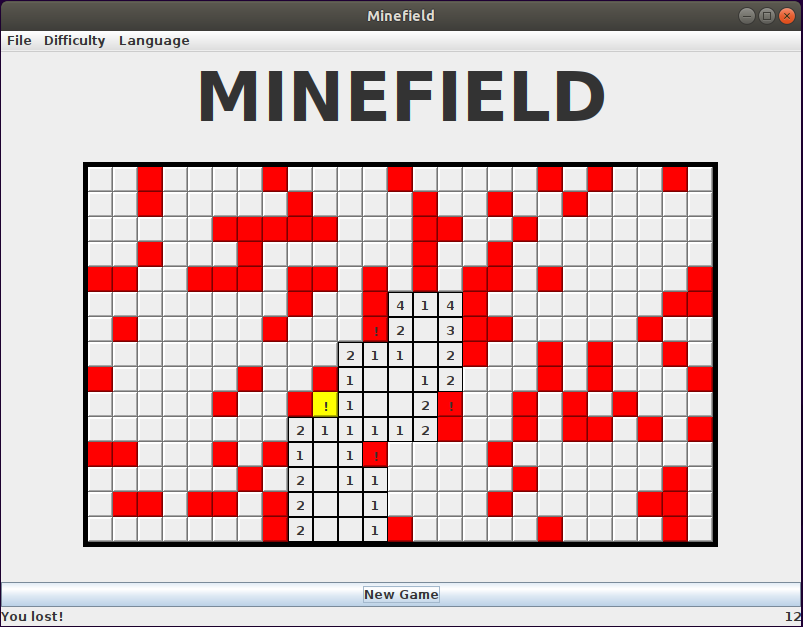 Minefield
File Difficulty Language
MINEFIELD
4 1 4
! 2 3
2 1 1 2
1 1 2
! 1 2 !
2 1 1 1 1 2
1 1 !
2 1 1
2 1
2 1
New Game
You lost! 12